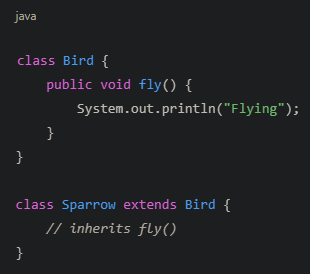 java
class Bird {
    public void fly() {
        System.out.println("Flying");
    }
}
class Sparrow extends Bird {
    // inherits fly()
}